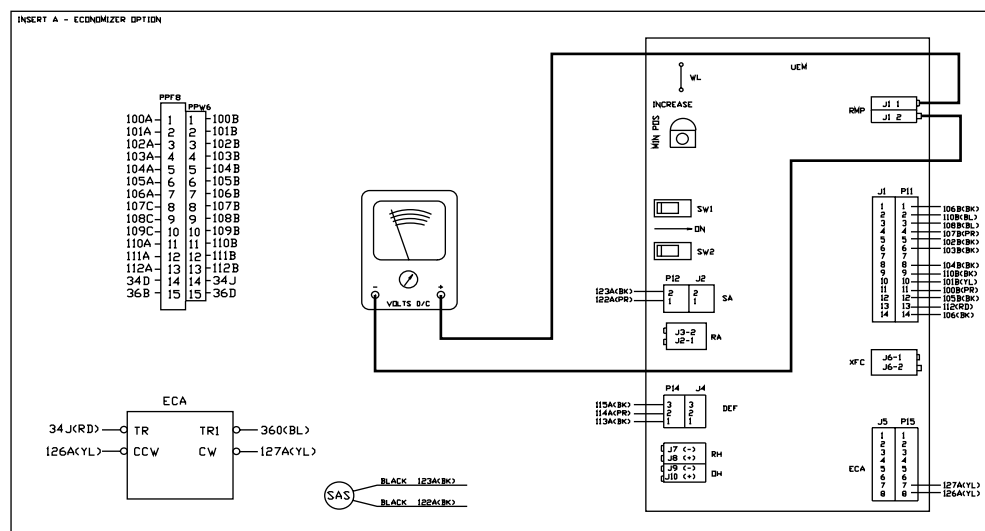 INSERT A - ECONOMIZER OPTION
PPF8 PPW6
100A 1 1 100B
101A 2 2 101B
102A 3 3 102B
103A 4 4 103B
104A 5 5 104B
105A 6 6 105B
106A 7 7 106B
107C 8 8 107B
108C 9 9 108B
109C 10 10 109B
110A 11 11 110B
111A 12 12 111B
112A 13 13 112B
34D 14 14 34J
36B 15 15 36D
- +
VOLTS D/C
UEM
WL
INCREASE
MIN POS
RMP
J1 1
J1 2
SW1
ON
SW2
P12 J2
123A(BK) 2 2
122A(PR) 1 1
SA
J3-2
J2-1
RA
P14 J4
115A(BK) 3 3
114A(PR) 2 2
113A(BK) 1 1
DEF
J7 (-)
J8 (+)
RH
J9 (-)
J10 (+)
OH
J1 P11
1 1 106B(BK)
2 2 110B(BL)
3 3 108B(BL)
4 4 107B(PR)
5 5 102B(BK)
6 6 103B(BK)
7 7
8 8 104B(BK)
9 9 110B(BK)
10 10 101B(YL)
11 11 100B(PR)
12 12 105B(BK)
13 13 112(RD)
14 14 106(BK)
XFC
J6-1
J6-2
J5 P15
1 1
2 2
3 3
4 4
5 5
6 6
7 7 127A(YL)
8 8 126A(YL)
ECA
ECA
34J(RD) TR TR1 360(BL)
126A(YL) CCW CW 127A(YL)
SAS
BLACK 123A(BK)
BLACK 122A(BK)